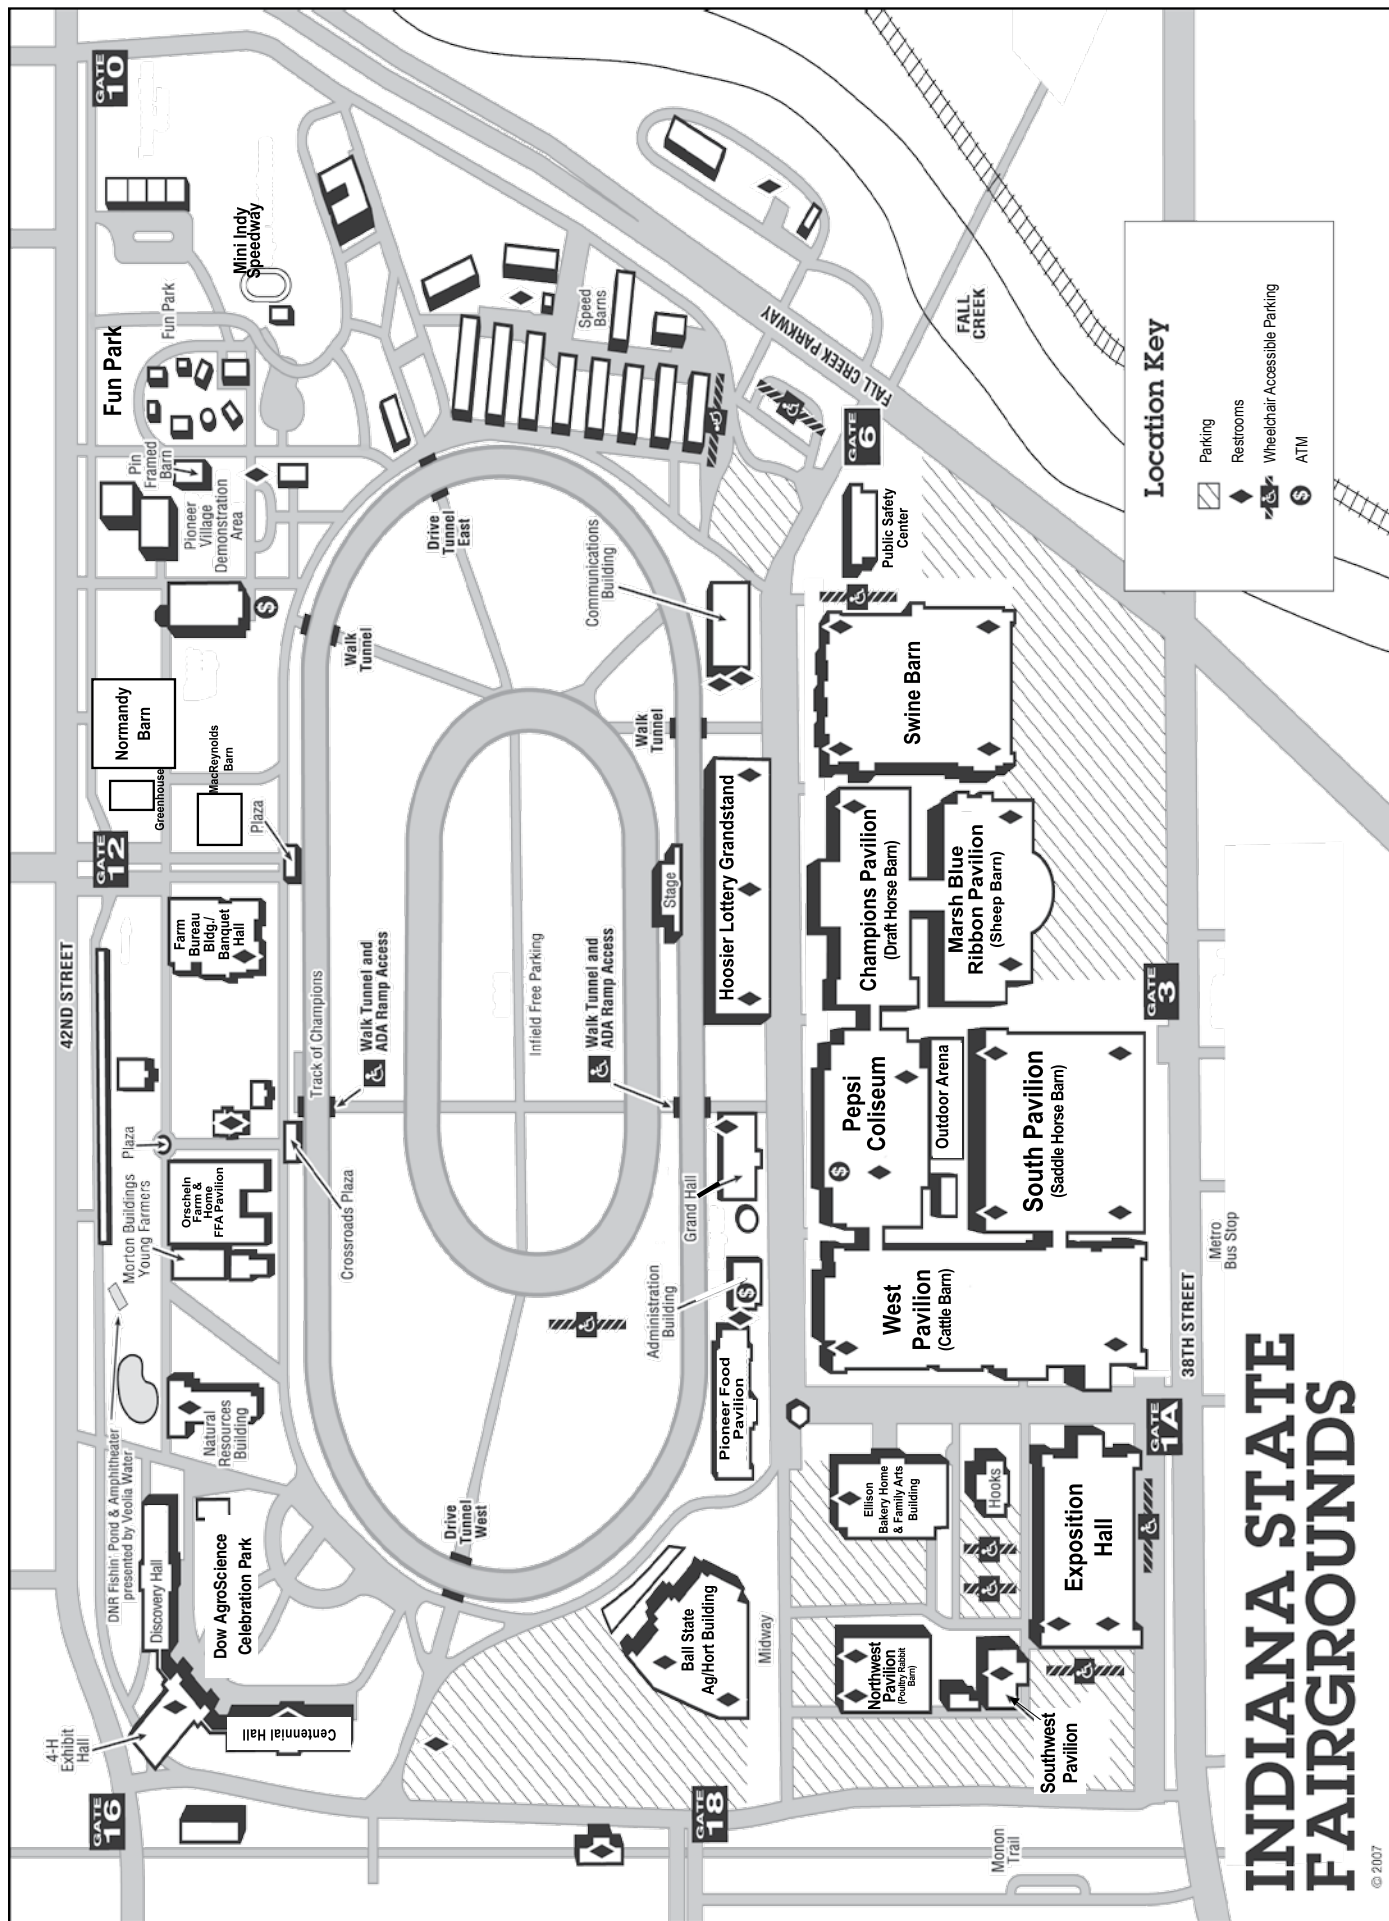 GATE
16
4-H
Exhibit
Hall
42ND STREET
GATE
12
GATE
10
DNR Fishin' Pond & Amphitheater
presented by Veolia Water
Discovery Hall
Dow AgroScience
Celebration Park
Centennial Hall
Natural
Resources
Building
Morton Buildings
Young Farmers
Plaza
Orscheln
Farm &
Home
FFA Pavilion
Crossroads Plaza
Farm
Bureau
Bldg./
Banquet
Hall
Plaza
Greenhouse
MacReynolds
Barn
Normandy
Barn
$
Pioneer
Village
Demonstration
Area
Pin
Framed
Barn
Fun Park
Fun Park
Mini Indy
Speedway
Track of Champions
Walk Tunnel and
ADA Ramp Access
Walk
Tunnel
Drive
Tunnel
East
Drive
Tunnel
West
Infield Free Parking
Walk Tunnel and
ADA Ramp Access
Stage
Walk
Tunnel
Communications
Building
Speed
Barns
GATE
18
Ball State
Ag/Hort Building
Midway
Pioneer Food
Pavilion
Administration
Building
$
Grand Hall
Hoosier Lottery Grandstand
GATE
6
FALL CREEK PARKWAY
Public Safety
Center
FALL
CREEK
Northwest
Pavilion
(Poultry Rabbit
Barn)
Southwest
Pavilion
Ellison
Bakery Home
& Family Arts
Building
Hooks
Exposition
Hall
West
Pavilion
(Cattle Barn)
$
Pepsi
Coliseum
Outdoor Arena
South Pavilion
(Saddle Horse Barn)
Champions Pavilion
(Draft Horse Barn)
Marsh Blue
Ribbon Pavilion
(Sheep Barn)
Swine Barn
Monon
Trail
GATE
1A
38TH STREET
Metro
Bus Stop
GATE
3
Location Key
Parking
Restrooms
Wheelchair Accessible Parking
$ ATM
INDIANA STATE
FAIRGROUNDS
© 2007